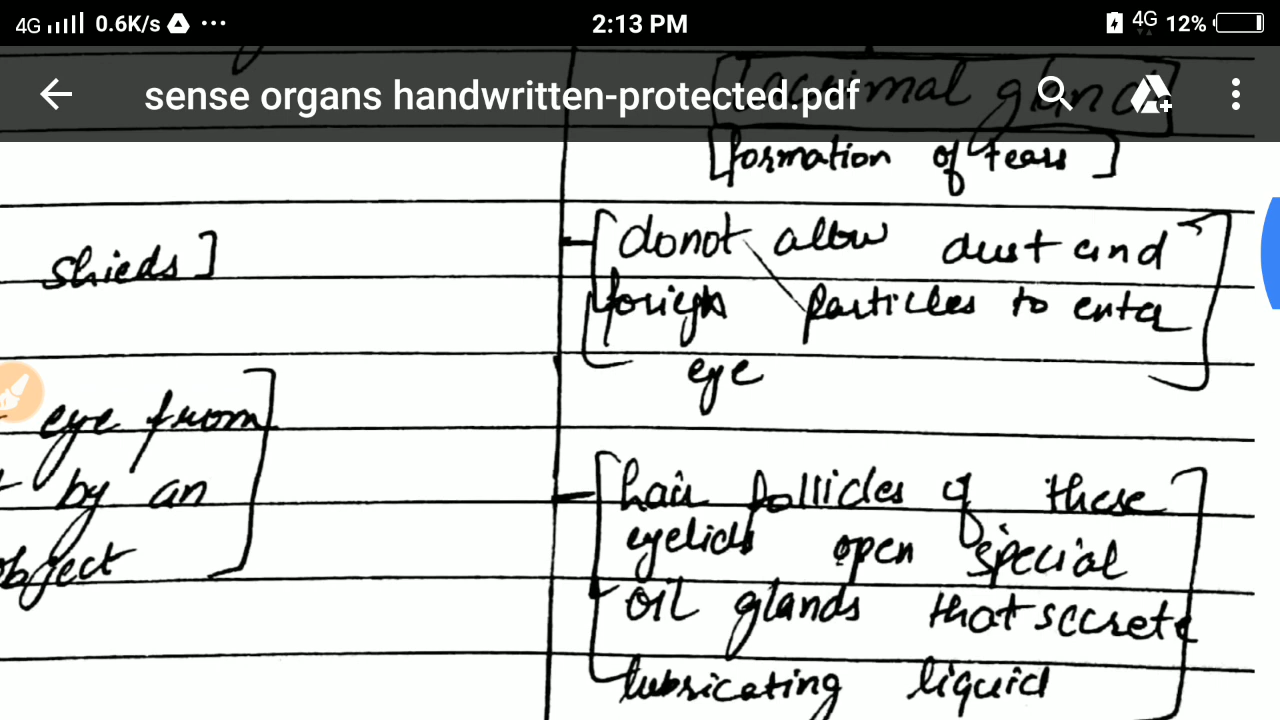 4G 0.6K/s ... 2:13 PM 4G 12%
sense organs handwritten-protected.pdf
Lacrimal gland
[formation of tears]
shieds]
eye from
by an
object
donot allow dust and
foriegn particles to enter
eye
hair follicles of these
eyelids open special
oil glands that secrete
lubricating liquid